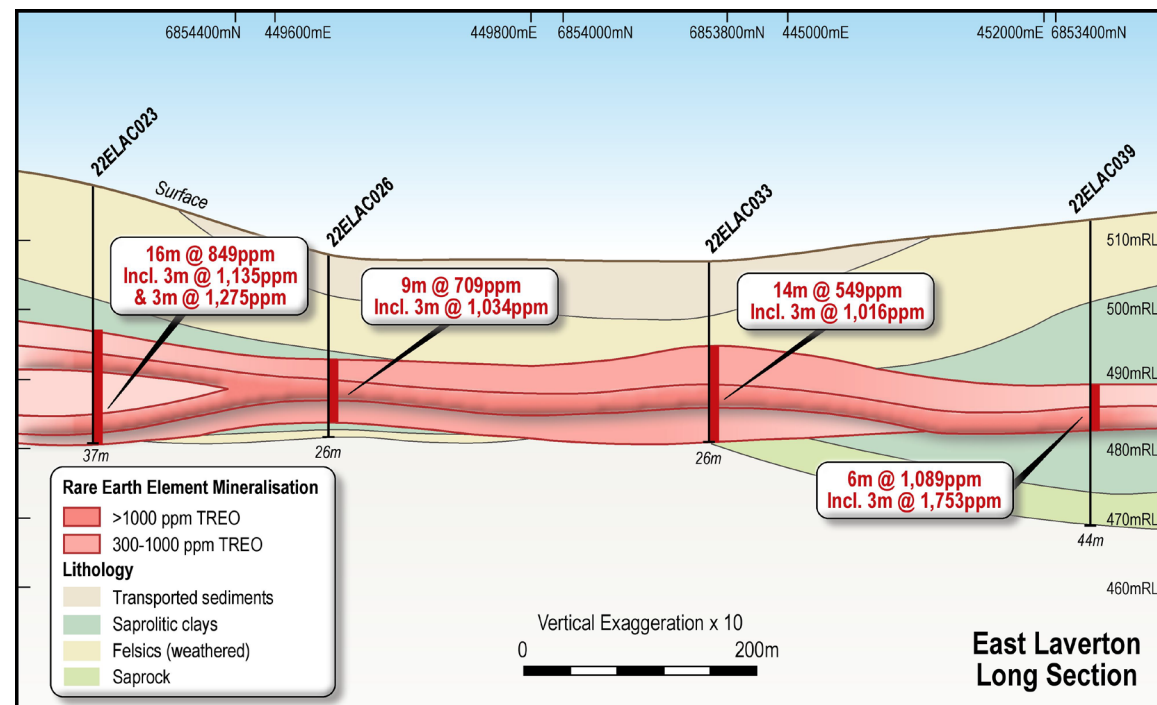 6854400mN 449600mE 449800mE 6854000mN 6853800mN 445000mE 452000mE 6853400mN
22ELAC023
Surface
22ELAC026
22ELAC033
22ELAC039
16m @ 849ppm
Incl. 3m @ 1,135ppm
& 3m @ 1,275ppm
9m @ 709ppm
Incl. 3m @ 1,034ppm
14m @ 549ppm
Incl. 3m @ 1,016ppm
6m @ 1,089ppm
Incl. 3m @ 1,753ppm
510mRL
500mRL
490mRL
480mRL
470mRL
460mRL
37m
26m
26m
44m
Rare Earth Element Mineralisation
>1000 ppm TREO
300-1000 ppm TREO
Lithology
Transported sediments
Saprolitic clays
Felsics (weathered)
Saprock
Vertical Exaggeration x 10
0 200m
East Laverton
Long Section